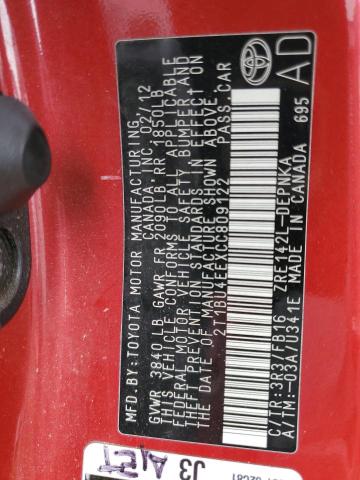 MFD.BY:TOYOTA MOTOR MANUFACTURING
CANADA,INC. 02/12
GVWR 3840 LB GAWR FR 2090LB RR 1850LB
THIS VEHICLE CONFORMS TO ALL APPLICABLE
FEDERAL MOTOR VEHICLE SAFETY, BUMPER, AND
THEFT PREVENTION STANDARDS IN EFFECT ON
THE DATE OF MANUFACTURE SHOWN ABOVE.
2T1BU4EEXCC809122 PASS.CAR
C/TR:3R3/FB16 ZRE142L-DEPNKA
A/TM:-03A/U341E MADE IN CANADA
695
AD
TOYOTA
J3